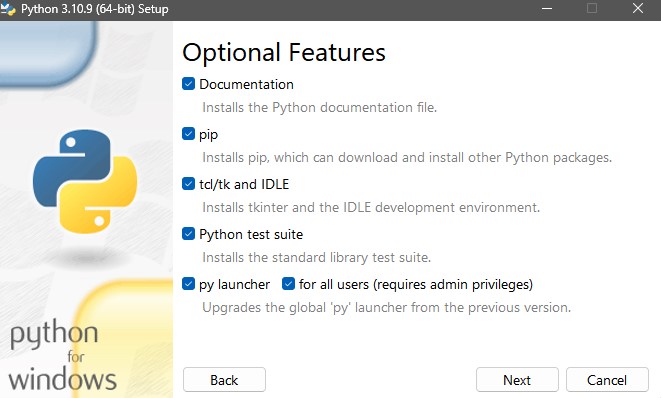 Python 3.10.9 (64-bit) Setup
Optional Features
Documentation
Installs the Python documentation file.
pip
Installs pip, which can download and install other Python packages.
tcl/tk and IDLE
Installs tkinter and the IDLE development environment.
Python test suite
Installs the standard library test suite.
py launcher for all users (requires admin privileges)
Upgrades the global 'py' launcher from the previous version.
python
for
windows
Back Next Cancel